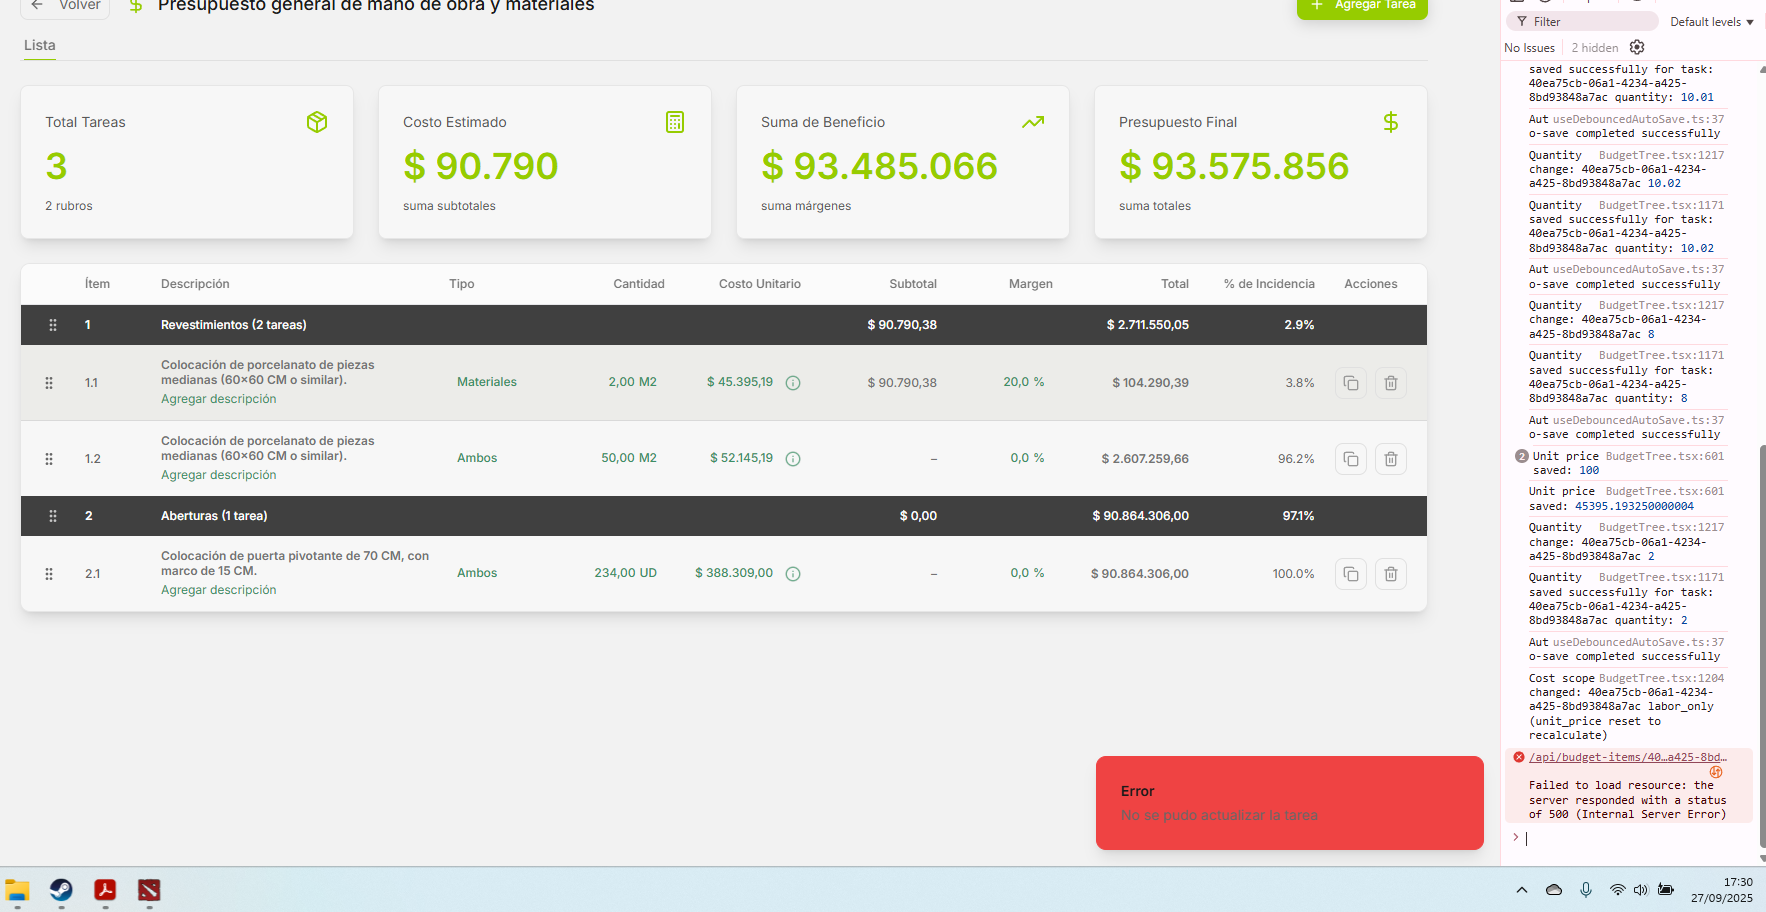 Volver
Presupuesto general de mano de obra y materiales
Agregar Tarea
Lista
Total Tareas
3
2 rubros
Costo Estimado
$ 90.790
suma subtotales
Suma de Beneficio
$ 93.485.066
suma márgenes
Presupuesto Final
$ 93.575.856
suma totales
Ítem Descripción Tipo Cantidad Costo Unitario Subtotal Margen Total % de Incidencia Acciones
1 Revestimientos (2 tareas) $ 90.790,38 $ 2.711.550,05 2.9%
Colocación de porcelanato de piezas
medianas (60x60 CM o similar).
1.1 Materiales 2,00 M2 $ 45.395,19 $ 90.790,38 20,0 % $ 104.290,39 3.8%
Agregar descripción
Colocación de porcelanato de piezas
medianas (60x60 CM o similar).
1.2 Ambos 50,00 M2 $ 52.145,19 – 0,0 % $ 2.607.259,66 96.2%
Agregar descripción
2 Aberturas (1 tarea) $ 0,00 $ 90.864.306,00 97.1%
Colocación de puerta pivotante de 70 CM, con
marco de 15 CM.
2.1 Ambos 234,00 UD $ 388.309,00 – 0,0 % $ 90.864.306,00 100.0%
Agregar descripción
Error
No se pudo actualizar la tarea
Filter Default levels
No Issues 2 hidden
saved successfully for task:
40ea75cb-06a1-4234-a425-
8bd93848a7ac quantity: 10.01
Aut useDebouncedAutoSave.ts:37
o-save completed successfully
Quantity BudgetTree.tsx:1217
change: 40ea75cb-06a1-4234-
a425-8bd93848a7ac 10.02
Quantity BudgetTree.tsx:1171
saved successfully for task:
40ea75cb-06a1-4234-a425-
8bd93848a7ac quantity: 10.02
Aut useDebouncedAutoSave.ts:37
o-save completed successfully
Quantity BudgetTree.tsx:1217
change: 40ea75cb-06a1-4234-
a425-8bd93848a7ac 8
Quantity BudgetTree.tsx:1171
saved successfully for task:
40ea75cb-06a1-4234-a425-
8bd93848a7ac quantity: 8
Aut useDebouncedAutoSave.ts:37
o-save completed successfully
2 Unit price BudgetTree.tsx:601
saved: 100
Unit price BudgetTree.tsx:601
saved: 45395.193250000004
Quantity BudgetTree.tsx:1217
change: 40ea75cb-06a1-4234-
a425-8bd93848a7ac 2
Quantity BudgetTree.tsx:1171
saved successfully for task:
40ea75cb-06a1-4234-a425-
8bd93848a7ac quantity: 2
Aut useDebouncedAutoSave.ts:37
o-save completed successfully
Cost scope BudgetTree.tsx:1204
changed: 40ea75cb-06a1-4234-
a425-8bd93848a7ac labor_only
(unit_price reset to
recalculate)
/api/budget-items/40…a425-8bd…
Failed to load resource: the
server responded with a status
of 500 (Internal Server Error)
17:30
27/09/2025